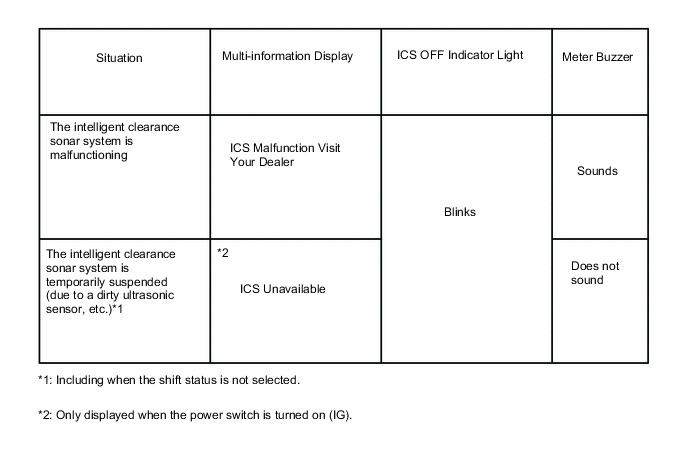 Situation
Multi-information Display
ICS OFF Indicator Light
Meter Buzzer
The intelligent clearance
sonar system is
malfunctioning
ICS Malfunction Visit
Your Dealer
Blinks
Sounds
The intelligent clearance
sonar system is
temporarily suspended
(due to a dirty ultrasonic
sensor, etc.)*1
*2
ICS Unavailable
Does not
sound
*1: Including when the shift status is not selected.
*2: Only displayed when the power switch is turned on (IG).